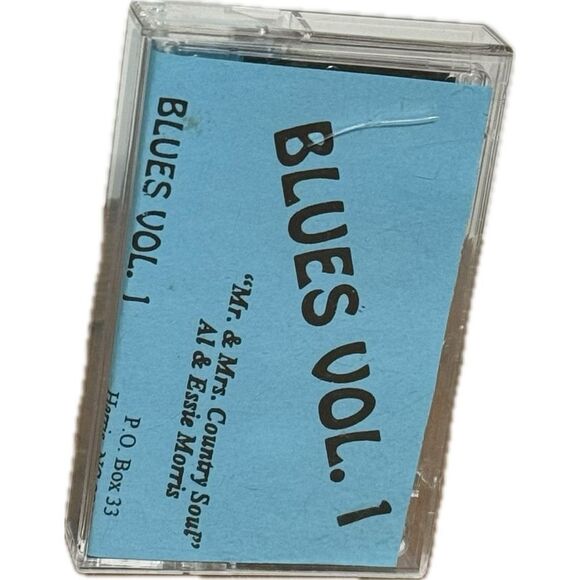 BLUES VOL. 1
"Mr. & Mrs. Country Soul"
Al & Essie Morris
BLUES VOL. 1
P.O. Box 33